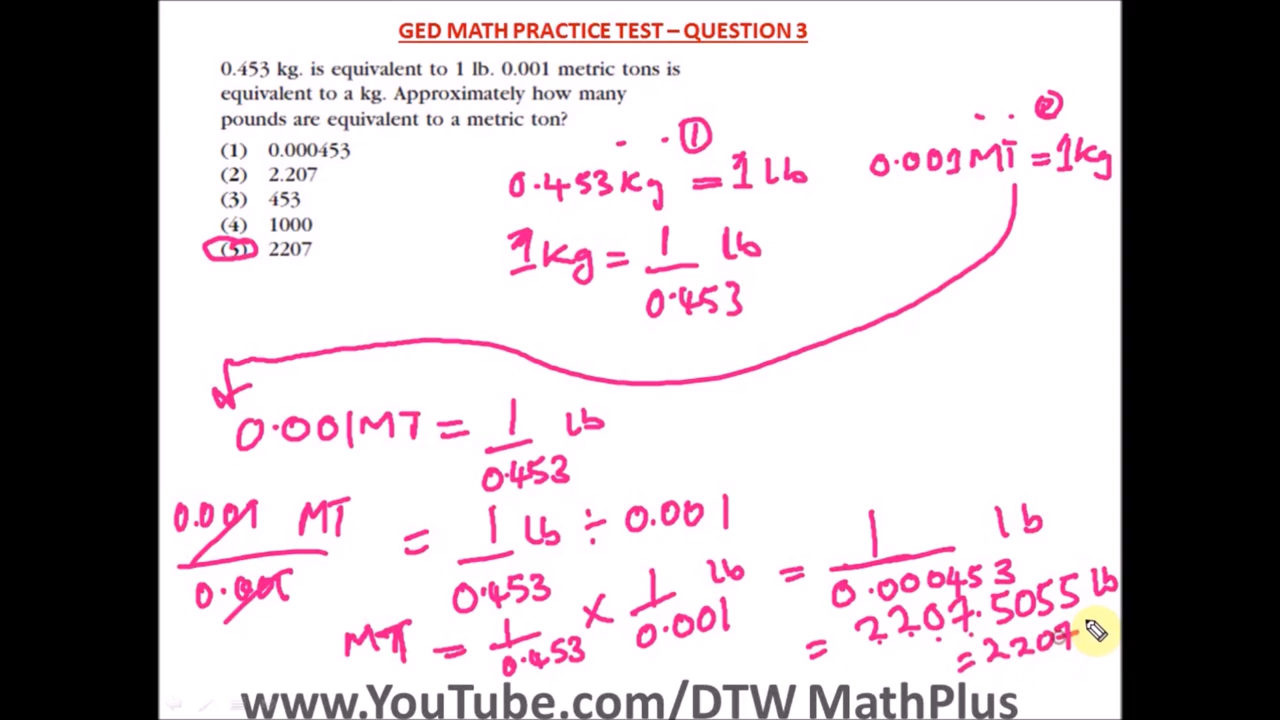 GED MATH PRACTICE TEST – QUESTION 3
0.453 kg. is equivalent to 1 lb. 0.001 metric tons is
equivalent to a kg. Approximately how many
pounds are equivalent to a metric ton?
(1) 0.000453
(2) 2.207
(3) 453
(4) 1000
(5) 2207
①
0.453 kg = 1 lb
②
0.001 MT = 1 kg
1 kg = 1/0.453 lb
0.001 MT = 1/0.453 lb
0.001 MT/0.001 = 1/0.453 lb ÷ 0.001
MT = 1/0.453 × 1/0.001 lb
= 1/0.000453 lb
= 2207.5055 lb
= 2207
www.YouTube.com/DTW MathPlus